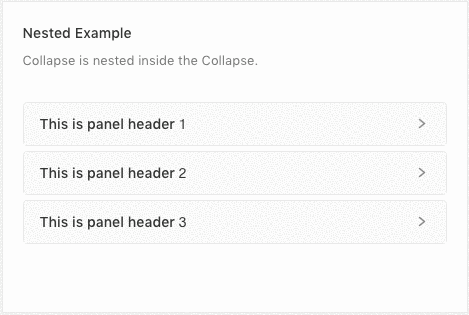 Nested Example
Collapse is nested inside the Collapse.
This is panel header 1
This is panel header 2
This is panel header 3